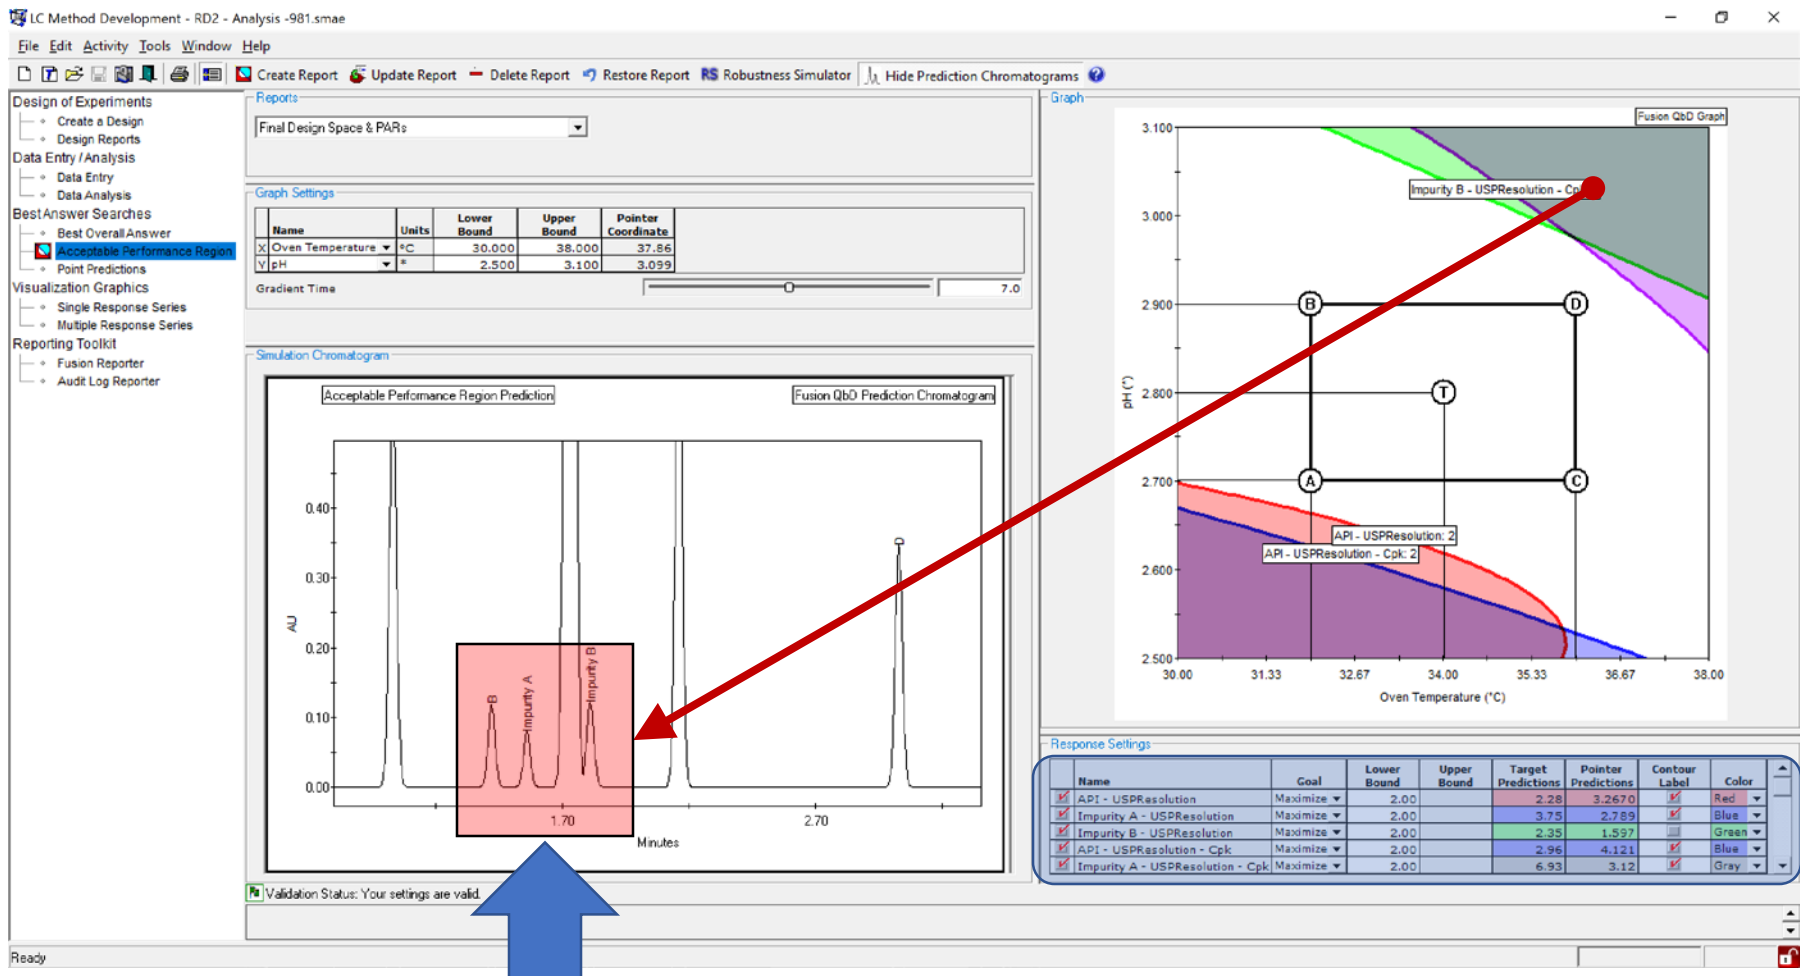 LC Method Development - RD2 - Analysis -981.smae
File Edit Activity Tools Window Help
Create Report Update Report Delete Report Restore Report RS Robustness Simulator Hide Prediction Chromatograms
Design of Experiments
Create a Design
Design Reports
Data Entry / Analysis
Data Entry
Data Analysis
Best Answer Searches
Best Overall Answer
Acceptable Performance Region
Point Predictions
Visualization Graphics
Single Response Series
Multiple Response Series
Reporting Toolkit
Fusion Reporter
Audit Log Reporter
Reports
Final Design Space & PARs
Graph Settings
Name Units Lower Bound Upper Bound Pointer Coordinate
X Oven Temperature °C 30.000 38.000 37.86
Y pH * 2.500 3.100 3.099
Gradient Time 7.0
Simulation Chromatogram
Acceptable Performance Region Prediction
Fusion QbD Prediction Chromatogram
AU
0.40
0.30
0.20
0.10
0.00
B
Impurity A
Impurity B
D
1.70 2.70
Minutes
Validation Status: Your settings are valid.
Graph
Fusion QbD Graph
Impurity B - USPResolution -
pH (*)
3.100
3.000
2.900
2.800
2.700
2.600
2.500
B D
T
A C
API - USPResolution: 2
API - USPResolution - Cpk: 2
30.00 31.33 32.67 34.00 35.33 36.67 38.00
Oven Temperature (°C)
Response Settings
Name Goal Lower Bound Upper Bound Target Predictions Pointer Predictions Contour Label Color
API - USPResolution Maximize 2.00 2.28 3.2670 Red
Impurity A - USPResolution Maximize 2.00 3.75 2.789 Blue
Impurity B - USPResolution Maximize 2.00 2.35 1.597 Green
API - USPResolution - Cpk Maximize 2.00 2.96 4.121 Blue
Impurity A - USPResolution - Cpk Maximize 2.00 6.93 3.12 Gray
Ready